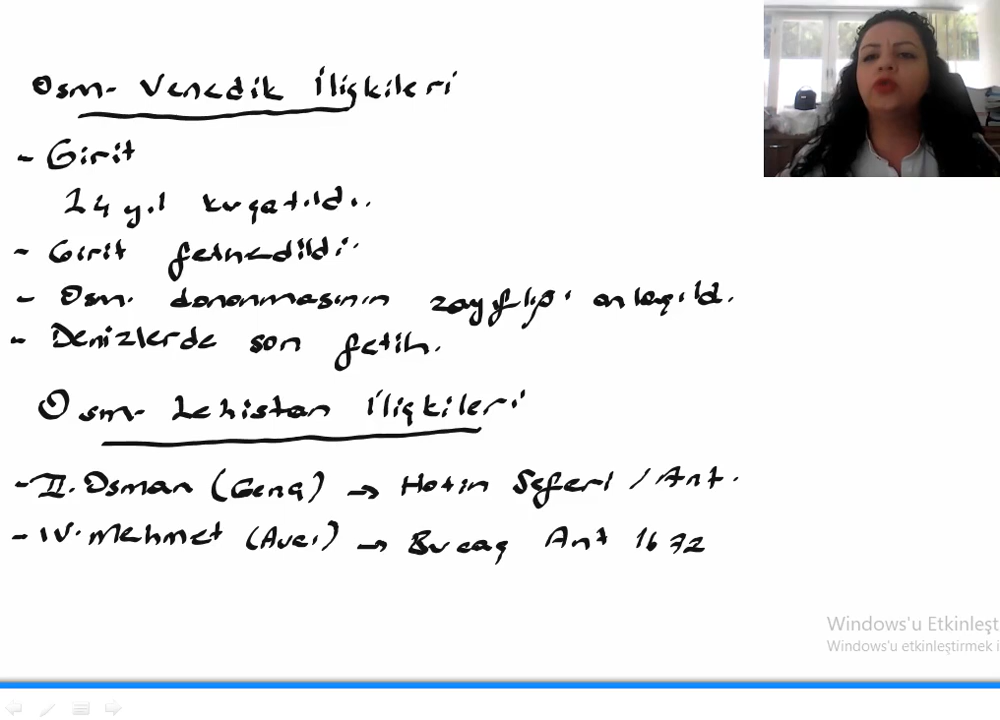 Osm- Venedik İlişkileri
- Girit
24 yıl kuşatıldı.
- Girit fethedildi.
- Osm. donanmasının zayıflığı anlaşıldı.
- Denizlerde son fetih.
Osm- Lehistan İlişkileri
- II. Osman (Genç) → Hotin Seferi / Ant.
- IV. Mehmet (Avcı) → Bucaş Ant 1672
Windows'u Etkinleşt
Windows'u etkinleştirmek i